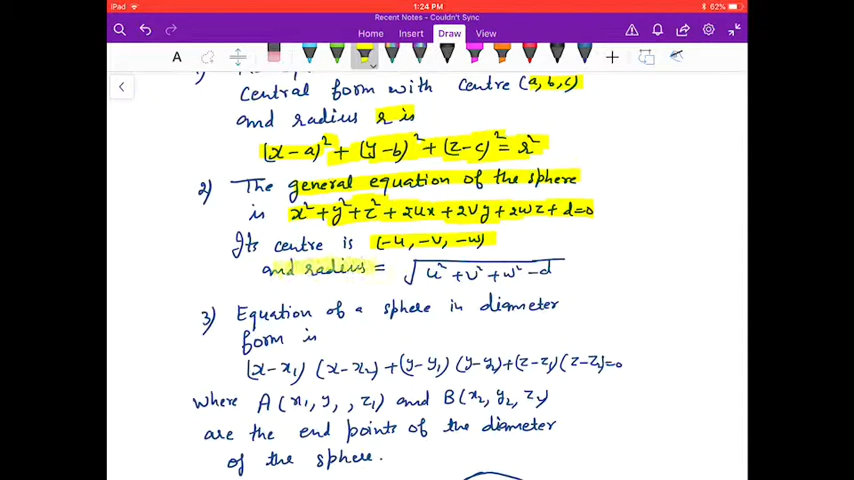 iPad
1:24 PM
62%
Recent Notes - Couldn't Sync
Home Insert Draw View
A
1)
Central form with centre (a, b, c)
and radius r is
(x-a)² + (y-b)² + (z-c)² = r²
2) The general equation of the sphere
is x² + y² + z² + 2ux + 2vy + 2wz + d = 0
Its centre is (-u, -v, -w)
and radius = √u² + v² + w² - d
3) Equation of a sphere in diameter
form is
(x-x₁) (x-x₂) + (y-y₁) (y-y₂) + (z-z₁) (z-z₂) = 0
where A (x₁, y, , z₁) and B (x₂, y₂, z₂)
are the end points of the diameter
of the sphere.